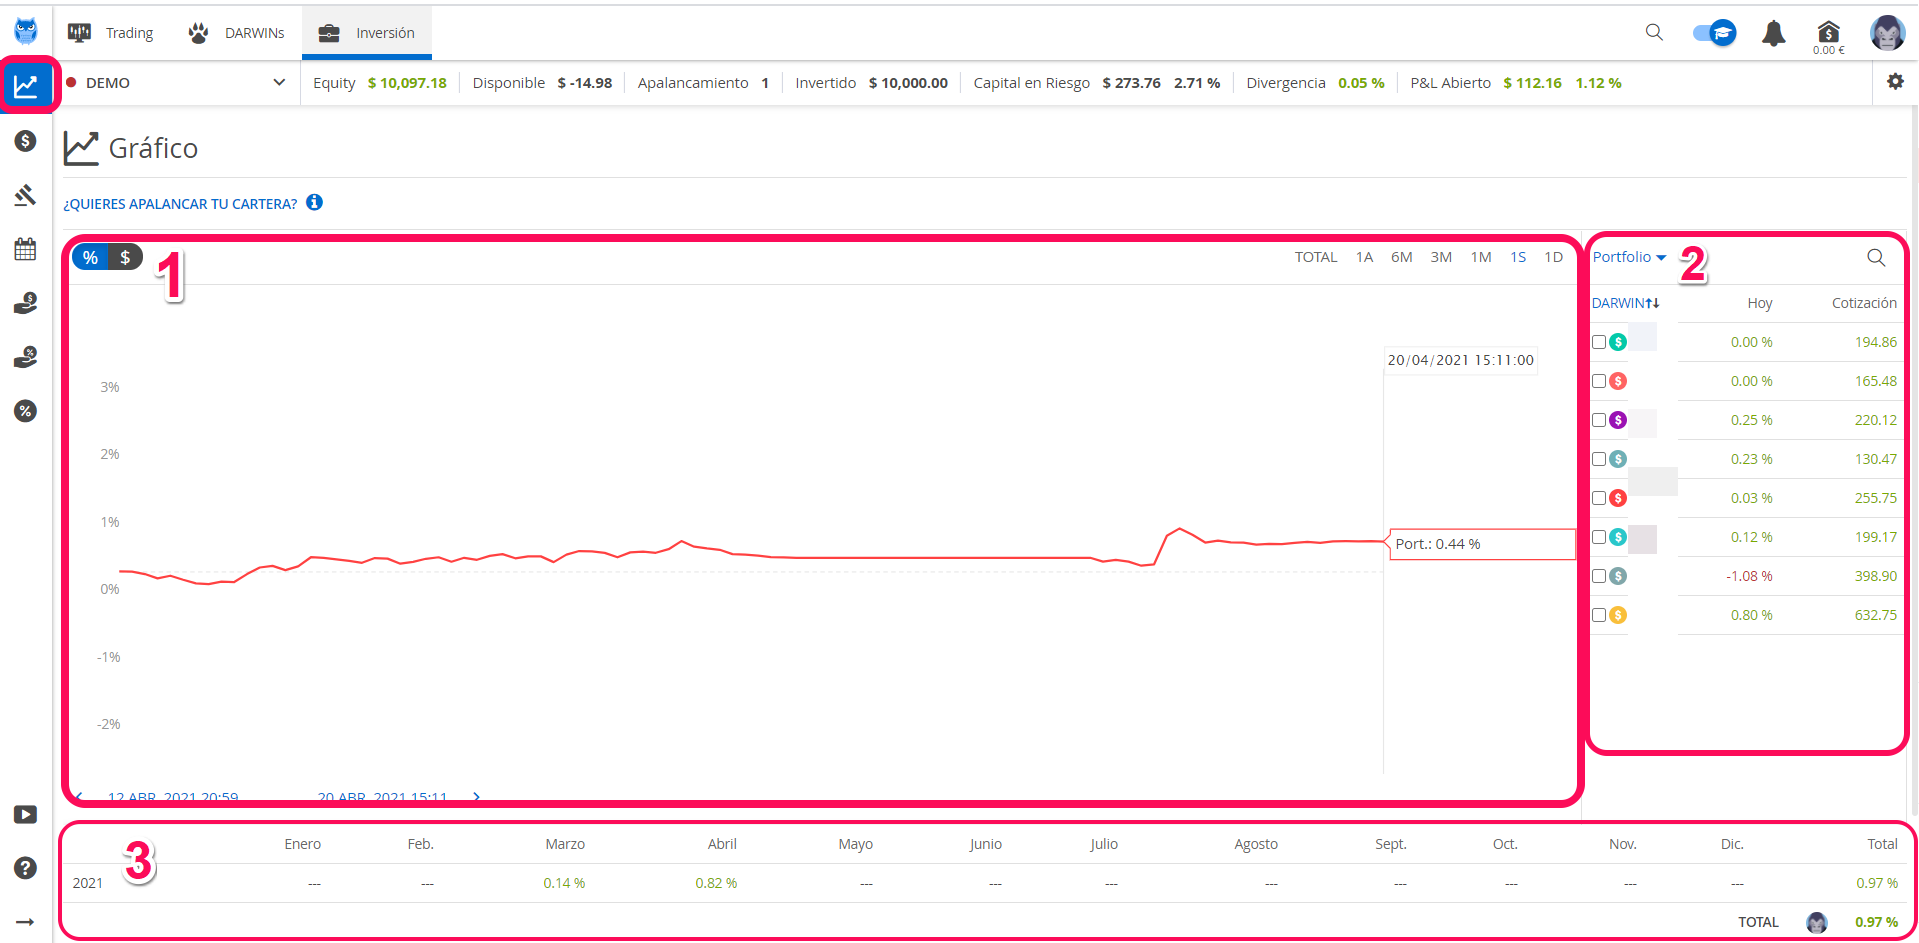 Trading DARWINs Inversión 0.00 €
DEMO Equity $ 10,097.18 Disponible $ -14.98 Apalancamiento 1 Invertido $ 10,000.00 Capital en Riesgo $ 273.76 2.71 % Divergencia 0.05 % P&L Abierto $ 112.16 1.12 %
Gráfico
¿QUIERES APALANCAR TU CARTERA?
% $ 1 TOTAL 1A 6M 3M 1M 1S 1D
20/04/2021 15:11:00
3%
2%
1%
Port.: 0.44 %
0%
-1%
-2%
12 ABR. 2021 20:59 20 ABR. 2021 15:11
Portfolio 2
DARWIN Hoy Cotización
$ 0.00 % 194.86
$ 0.00 % 165.48
$ 0.25 % 220.12
$ 0.23 % 130.47
$ 0.03 % 255.75
$ 0.12 % 199.17
$ -1.08 % 398.90
$ 0.80 % 632.75
3 Enero Feb. Marzo Abril Mayo Junio Julio Agosto Sept. Oct. Nov. Dic. Total
2021 --- --- 0.14 % 0.82 % --- --- --- --- --- --- --- --- 0.97 %
TOTAL 0.97 %